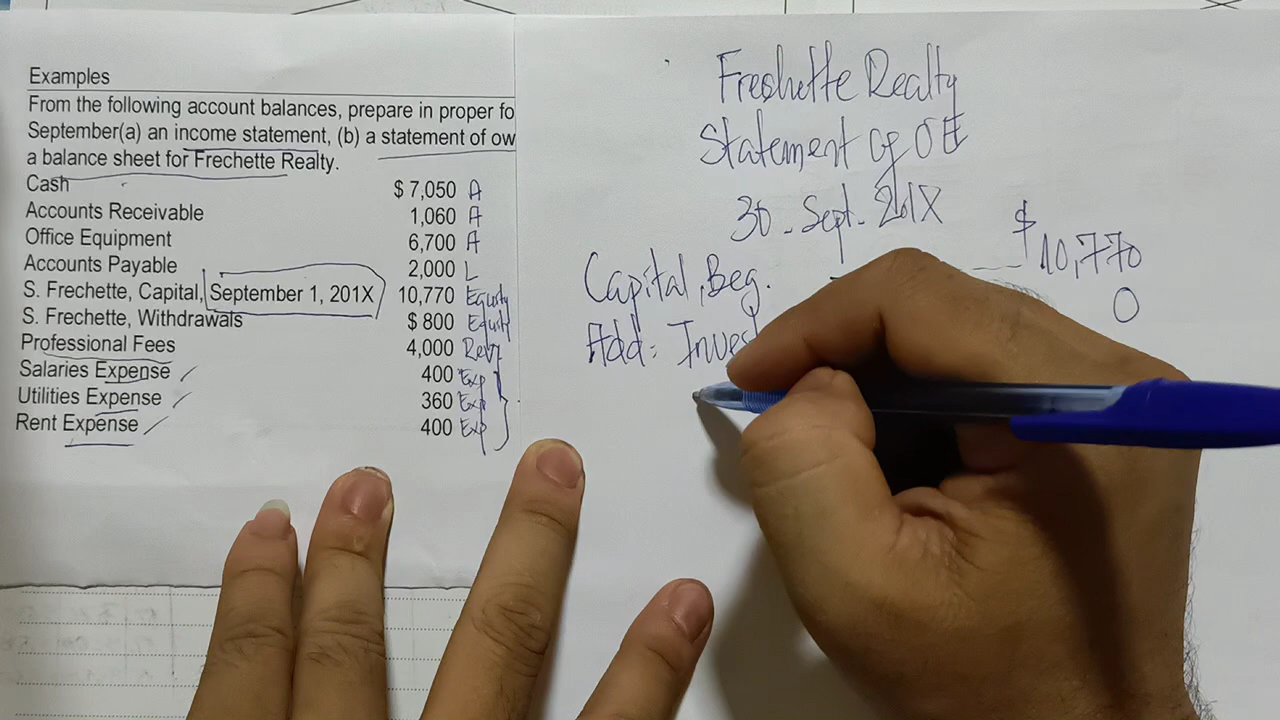 Examples
From the following account balances, prepare in proper fo
September(a) an income statement, (b) a statement of ow
a balance sheet for Frechette Realty.
Cash $ 7,050 A
Accounts Receivable 1,060 A
Office Equipment 6,700 A
Accounts Payable 2,000 L
S. Frechette, Capital, September 1, 201X 10,770 Equity
S. Frechette, Withdrawals $ 800 Equity
Professional Fees 4,000 Rev
Salaries Expense 400 Exp
Utilities Expense 360 Exp
Rent Expense 400 Exp
Freshette Realty
Statement of OE
30 - Sept. 201X
Capital, Beg. $ 10,770
Add: Invest 0